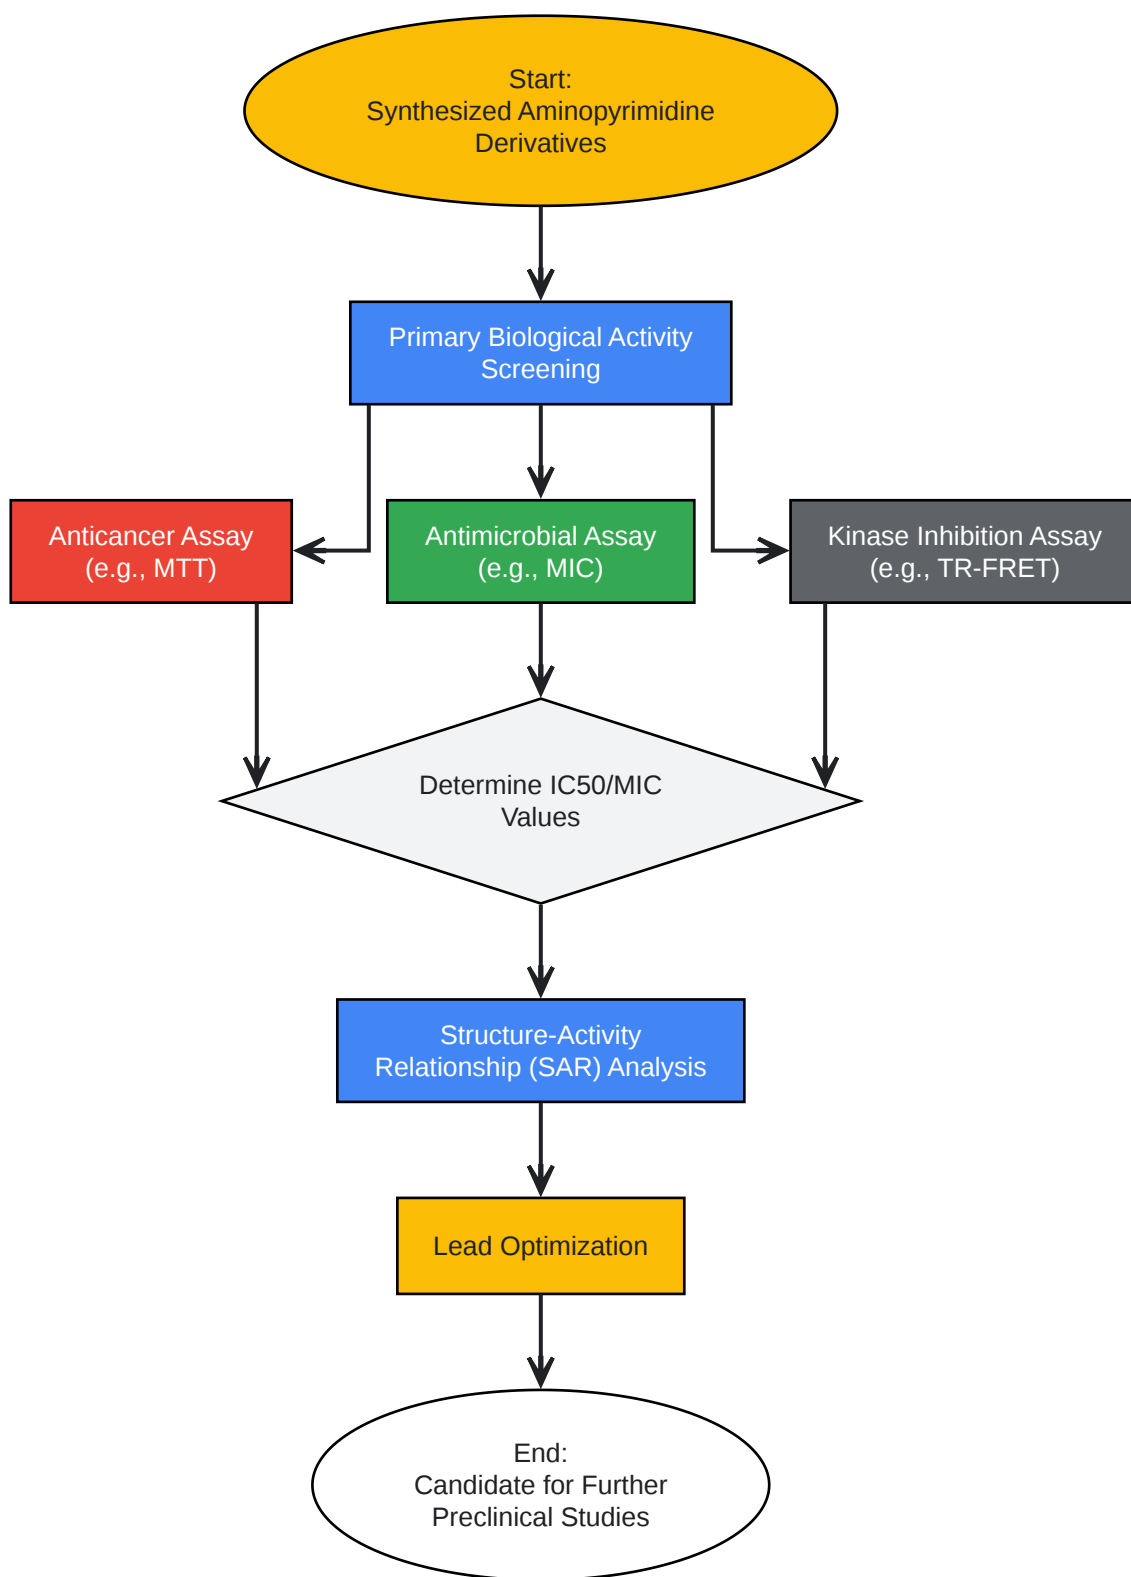 Start:
Synthesized Aminopyrimidine
Derivatives
Primary Biological Activity
Screening
Anticancer Assay
(e.g., MTT)
Antimicrobial Assay
(e.g., MIC)
Kinase Inhibition Assay
(e.g., TR-FRET)
Determine IC50/MIC
Values
Structure-Activity
Relationship (SAR) Analysis
Lead Optimization
End:
Candidate for Further
Preclinical Studies